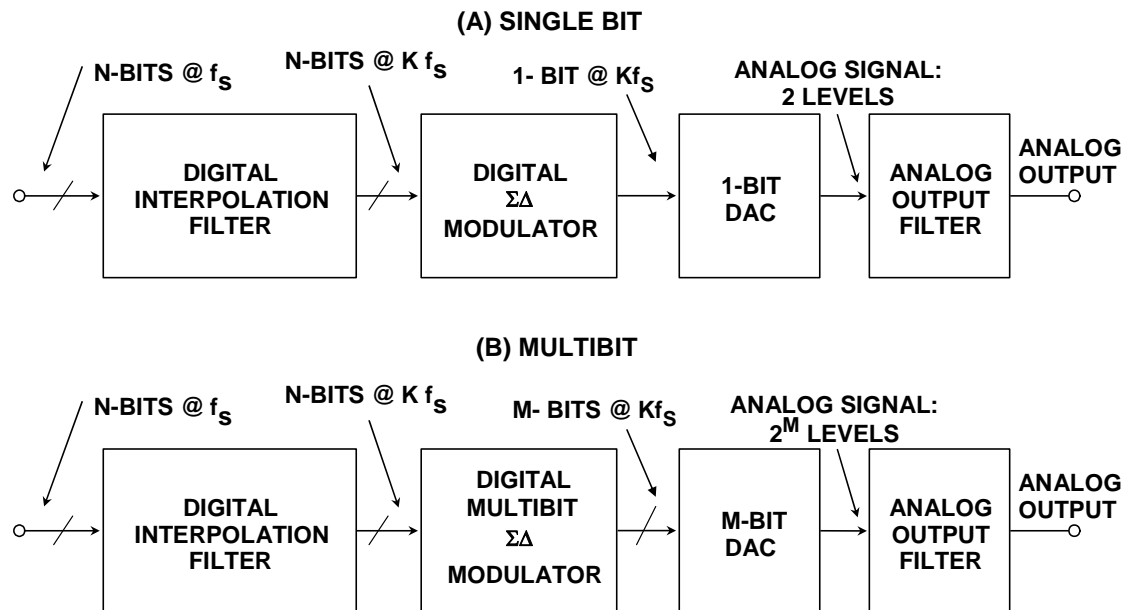 (A) SINGLE BIT
N-BITS @ fS
N-BITS @ K fS
1- BIT @ KfS
ANALOG SIGNAL:
2 LEVELS
DIGITAL
INTERPOLATION
FILTER
DIGITAL
ΣΔ
MODULATOR
1-BIT
DAC
ANALOG
OUTPUT
FILTER
ANALOG
OUTPUT
(B) MULTIBIT
N-BITS @ fS
N-BITS @ K fS
M- BITS @ KfS
ANALOG SIGNAL:
2M LEVELS
DIGITAL
INTERPOLATION
FILTER
DIGITAL
MULTIBIT
ΣΔ
MODULATOR
M-BIT
DAC
ANALOG
OUTPUT
FILTER
ANALOG
OUTPUT